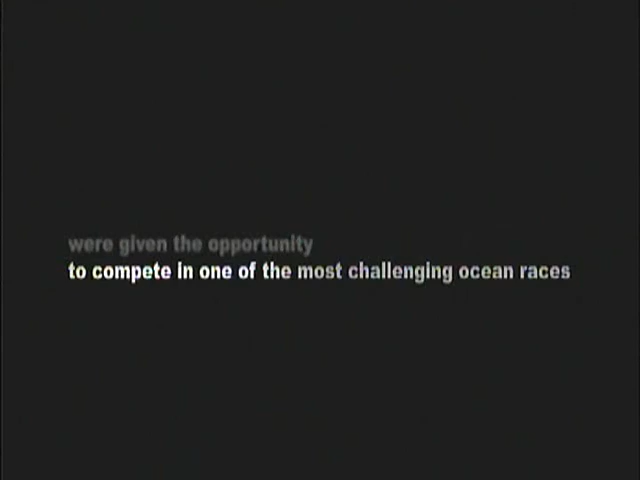 were given the opportunity
to compete in one of the most challenging ocean races